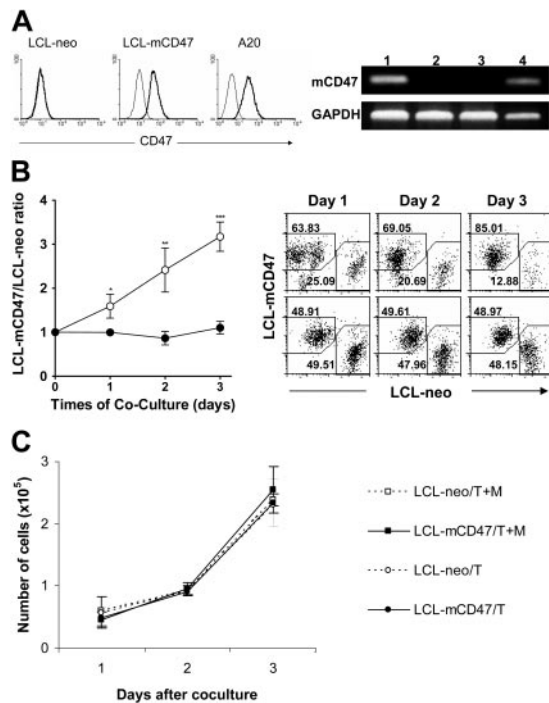 A
LCL-neo LCL-mCD47 A20
CD47
1 2 3 4
mCD47
GAPDH
B
LCL-mCD47/LCL-neo ratio
4
3
2
1
0
0 1 2 3
* ** ***
Times of Co-Culture (days)
Day 1 Day 2 Day 3
LCL-mCD47
63.83 69.05 85.01
25.09 20.69 12.88
48.91 49.61 48.97
49.51 47.96 48.15
LCL-neo
C
Number of cells (x10⁵)
3
2
1
0
1 2 3
Days after coculture
LCL-neo/T+M
LCL-mCD47/T+M
LCL-neo/T
LCL-mCD47/T